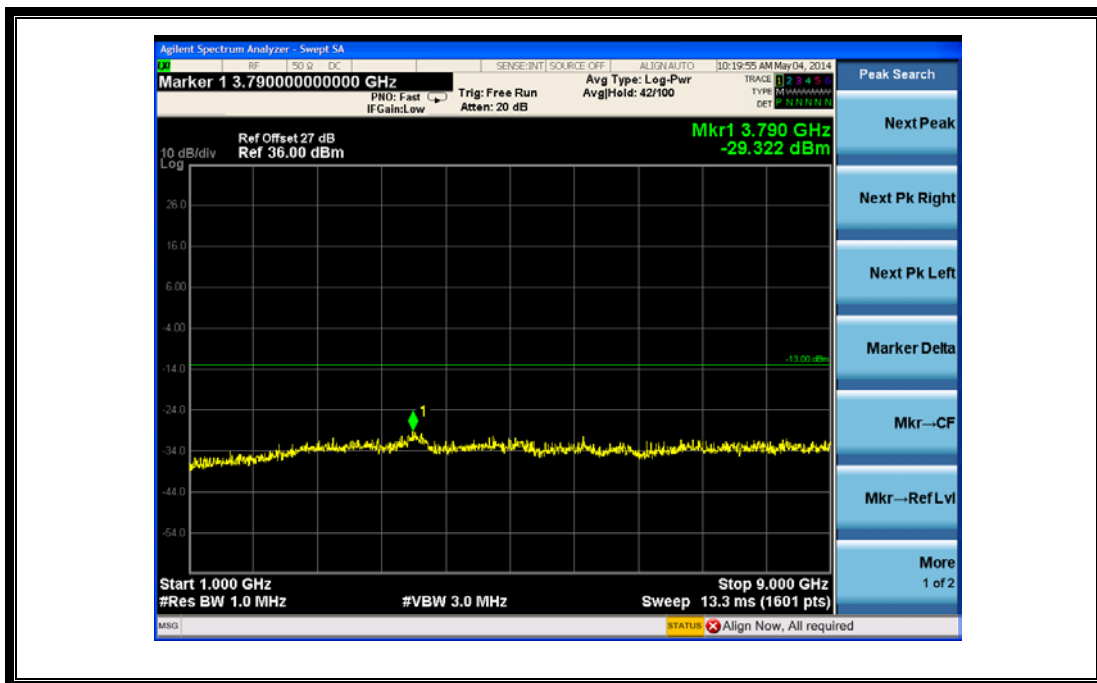 Agilent Spectrum Analyzer - Swept SA
RF 50 Ω DC SENSE:INT SOURCE OFF ALIGN AUTO 10:19:55 AM May 04, 2014
Marker 1 3.790000000000 GHz
PNO: Fast
IFGain:Low
Trig: Free Run
Atten: 20 dB
Avg Type: Log-Pwr
Avg|Hold: 42/100
TRACE 1 2 3 4 5 6
TYPE M
DET P N N N N N
Peak Search
Next Peak
Next Pk Right
Next Pk Left
Marker Delta
Mkr→CF
Mkr→Ref Lvl
More
1 of 2
Mkr1 3.790 GHz
-29.322 dBm
Ref Offset 27 dB
10 dB/div Ref 36.00 dBm
Log
26.0
16.0
6.00
-4.00
-13.00 dBm
-14.0
-24.0
1
-34.0
-44.0
-54.0
Start 1.000 GHz Stop 9.000 GHz
#Res BW 1.0 MHz #VBW 3.0 MHz Sweep 13.3 ms (1601 pts)
MSG STATUS Align Now, All required